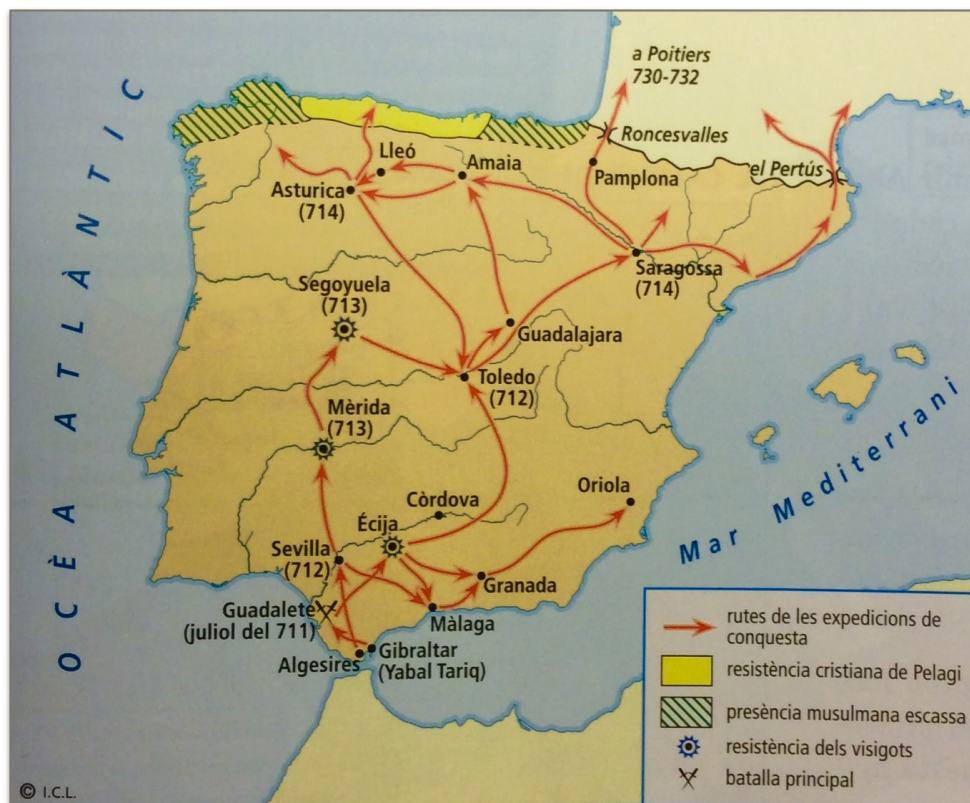 a Poitiers
730-732
Roncesvalles
el Pertús
Lleó
Amaia
Pamplona
Asturica
(714)
Saragossa
(714)
Segoyuela
(713)
Guadalajara
Toledo
(712)
Mèrida
(713)
Oriola
Còrdova
Écija
Sevilla
(712)
Granada
Guadalete
(juliol del 711)
Màlaga
Algesires
Gibraltar
(Yabal Tariq)
OCÈA ATLÀNTIC
Mar Mediterrani
rutes de les expedicions de
conquesta
resistència cristiana de Pelagi
presència musulmana escassa
resistència dels visigots
batalla principal
© I.C.L.